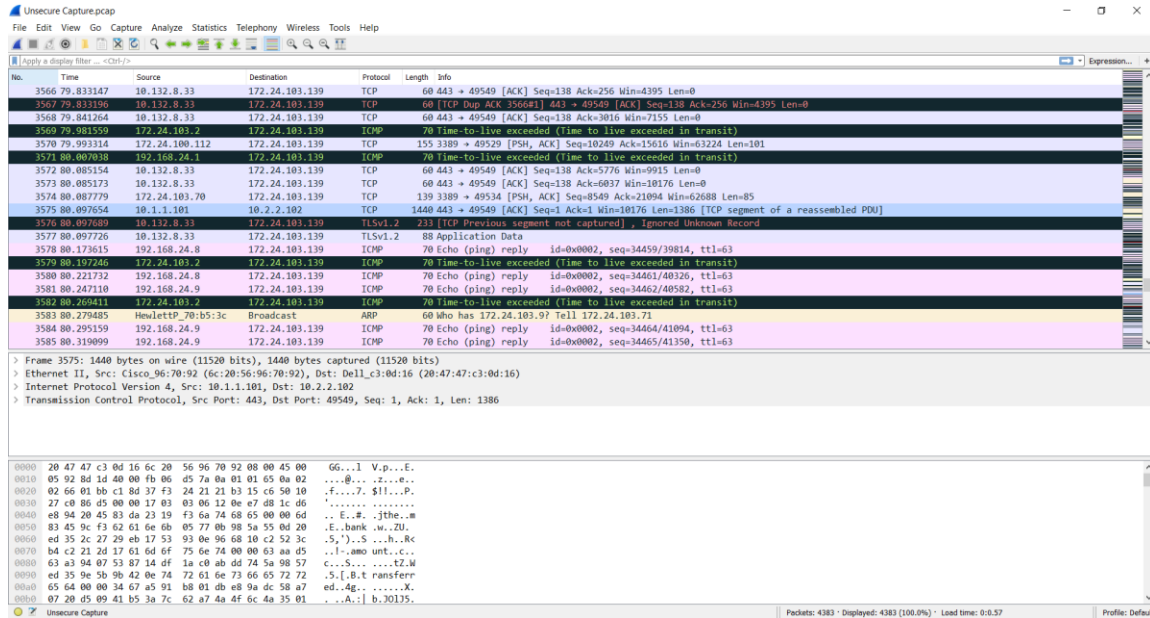 Unsecure Capture.pcap
File Edit View Go Capture Analyze Statistics Telephony Wireless Tools Help
Apply a display filter ... <Ctrl-/> Expression... +
No. Time Source Destination Protocol Length Info
3566 79.833147 10.132.8.33 172.24.103.139 TCP 60 443 → 49549 [ACK] Seq=138 Ack=256 Win=4395 Len=0
3567 79.833196 10.132.8.33 172.24.103.139 TCP 60 [TCP Dup ACK 3566#1] 443 → 49549 [ACK] Seq=138 Ack=256 Win=4395 Len=0
3568 79.841264 10.132.8.33 172.24.103.139 TCP 60 443 → 49549 [ACK] Seq=138 Ack=3016 Win=7155 Len=0
3569 79.981559 172.24.103.2 172.24.103.139 ICMP 70 Time-to-live exceeded (Time to live exceeded in transit)
3570 79.993314 172.24.100.112 172.24.103.139 TCP 155 3389 → 49529 [PSH, ACK] Seq=10249 Ack=15616 Win=63224 Len=101
3571 80.007038 192.168.24.1 172.24.103.139 ICMP 70 Time-to-live exceeded (Time to live exceeded in transit)
3572 80.085154 10.132.8.33 172.24.103.139 TCP 60 443 → 49549 [ACK] Seq=138 Ack=5776 Win=9915 Len=0
3573 80.085173 10.132.8.33 172.24.103.139 TCP 60 443 → 49549 [ACK] Seq=138 Ack=6037 Win=10176 Len=0
3574 80.087779 172.24.103.70 172.24.103.139 TCP 139 3389 → 49534 [PSH, ACK] Seq=8549 Ack=21094 Win=62688 Len=85
3575 80.097654 10.1.1.101 10.2.2.102 TCP 1440 443 → 49549 [ACK] Seq=1 Ack=1 Win=10176 Len=1386 [TCP segment of a reassembled PDU]
3576 80.097689 10.132.8.33 172.24.103.139 TLSv1.2 233 [TCP Previous segment not captured] , Ignored Unknown Record
3577 80.097726 10.132.8.33 172.24.103.139 TLSv1.2 88 Application Data
3578 80.173615 192.168.24.8 172.24.103.139 ICMP 70 Echo (ping) reply id=0x0002, seq=34459/39814, ttl=63
3579 80.197246 172.24.103.2 172.24.103.139 ICMP 70 Time-to-live exceeded (Time to live exceeded in transit)
3580 80.221732 192.168.24.8 172.24.103.139 ICMP 70 Echo (ping) reply id=0x0002, seq=34461/40326, ttl=63
3581 80.247110 192.168.24.9 172.24.103.139 ICMP 70 Echo (ping) reply id=0x0002, seq=34462/40582, ttl=63
3582 80.269411 172.24.103.2 172.24.103.139 ICMP 70 Time-to-live exceeded (Time to live exceeded in transit)
3583 80.279485 HewlettP_70:b5:3c Broadcast ARP 60 Who has 172.24.103.9? Tell 172.24.103.71
3584 80.295159 192.168.24.9 172.24.103.139 ICMP 70 Echo (ping) reply id=0x0002, seq=34464/41094, ttl=63
3585 80.319099 192.168.24.9 172.24.103.139 ICMP 70 Echo (ping) reply id=0x0002, seq=34465/41350, ttl=63
> Frame 3575: 1440 bytes on wire (11520 bits), 1440 bytes captured (11520 bits)
> Ethernet II, Src: Cisco_96:70:92 (6c:20:56:96:70:92), Dst: Dell_c3:0d:16 (20:47:47:c3:0d:16)
> Internet Protocol Version 4, Src: 10.1.1.101, Dst: 10.2.2.102
> Transmission Control Protocol, Src Port: 443, Dst Port: 49549, Seq: 1, Ack: 1, Len: 1386
0000 20 47 47 c3 0d 16 6c 20 56 96 70 92 08 00 45 00 GG...l V.p...E.
0010 05 92 8d 1d 40 00 fb 06 d5 7a 0a 01 01 65 0a 02 ....@... .z...e..
0020 02 66 01 bb c1 8d 37 f3 24 21 21 b3 15 c6 50 10 .f....7. $!!...P.
0030 27 c0 86 d5 00 00 17 03 03 06 12 0e e7 d8 1c d6 '....... ........
0040 e8 94 20 45 83 da 23 19 f3 6a 74 68 65 00 00 6d .. E..#. .jthe..m
0050 83 45 9c f3 62 61 6e 6b 05 77 0b 98 5a 55 0d 20 .E..bank .w..ZU.
0060 ed 35 2c 27 29 eb 17 53 93 0e 96 68 10 c2 52 3c .5,')..S ...h..R<
0070 b4 c2 21 2d 17 61 6d 6f 75 6e 74 00 00 63 aa d5 ..!-.amo unt..c..
0080 63 a3 94 07 53 87 14 df 1a c0 ab dd 74 5a 98 57 c...S... ....tZ.W
0090 ed 35 9e 5b 9b 42 0e 74 72 61 6e 73 66 65 72 72 .5.[.B.t ransferr
00a0 65 64 00 00 34 67 a5 91 b8 01 db e8 9a dc 58 a7 ed..4g.. ......X.
00b0 07 20 d5 09 41 b5 3a 7c 62 a7 4a 4f 6c 4a 35 01 . ..A.:| b.JOlJ5.
Unsecure Capture Packets: 4383 · Displayed: 4383 (100.0%) · Load time: 0:0.57 Profile: